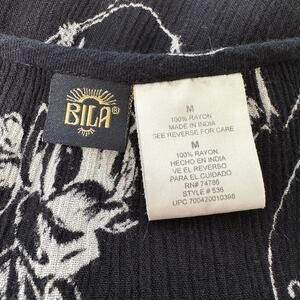 BILA®
M
100% RAYON
MADE IN INDIA
SEE REVERSE FOR CARE
M
100% RAYON
HECHO EN INDIA
VE EL REVERSO
PARA EL CUIDADO
RN# 74786
STYLE # 536
UPC 700420010398